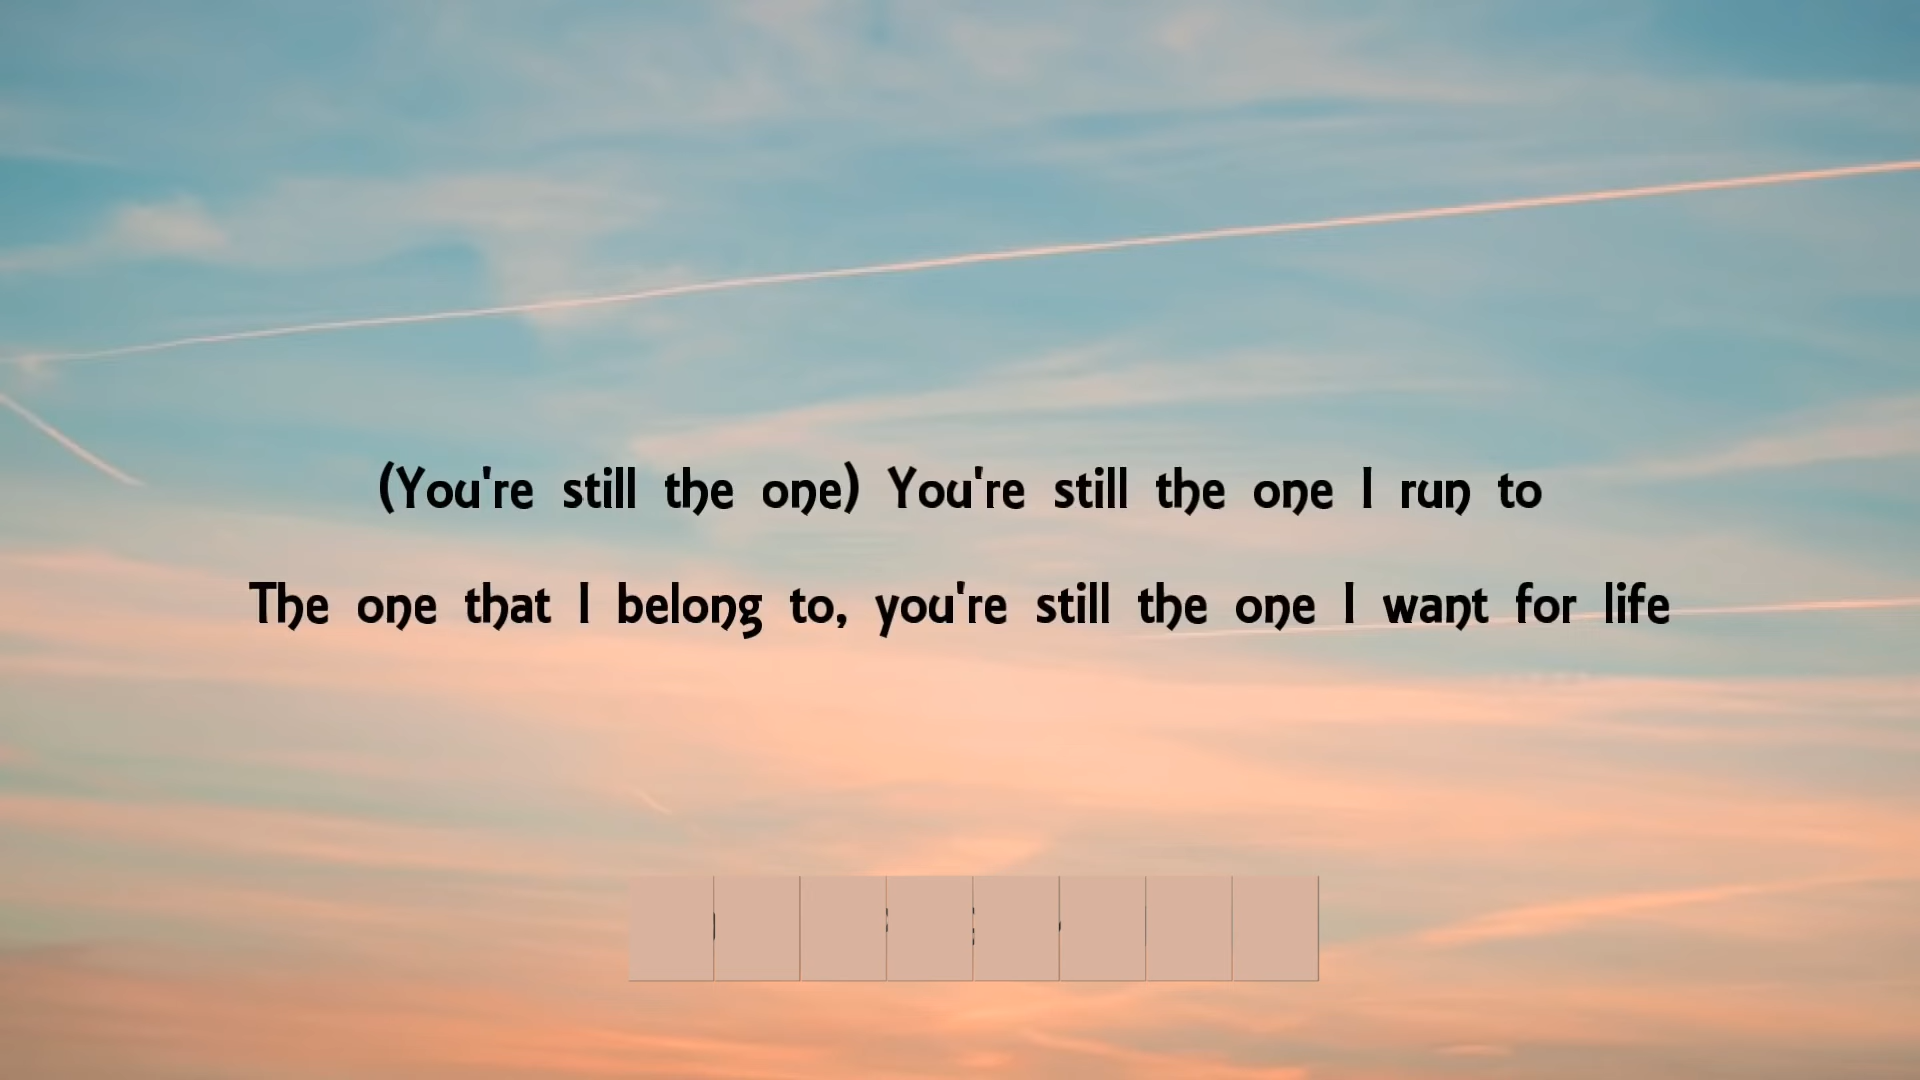 (You're still the one) You're still the one I run to
The one that I belong to, you're still the one I want for life